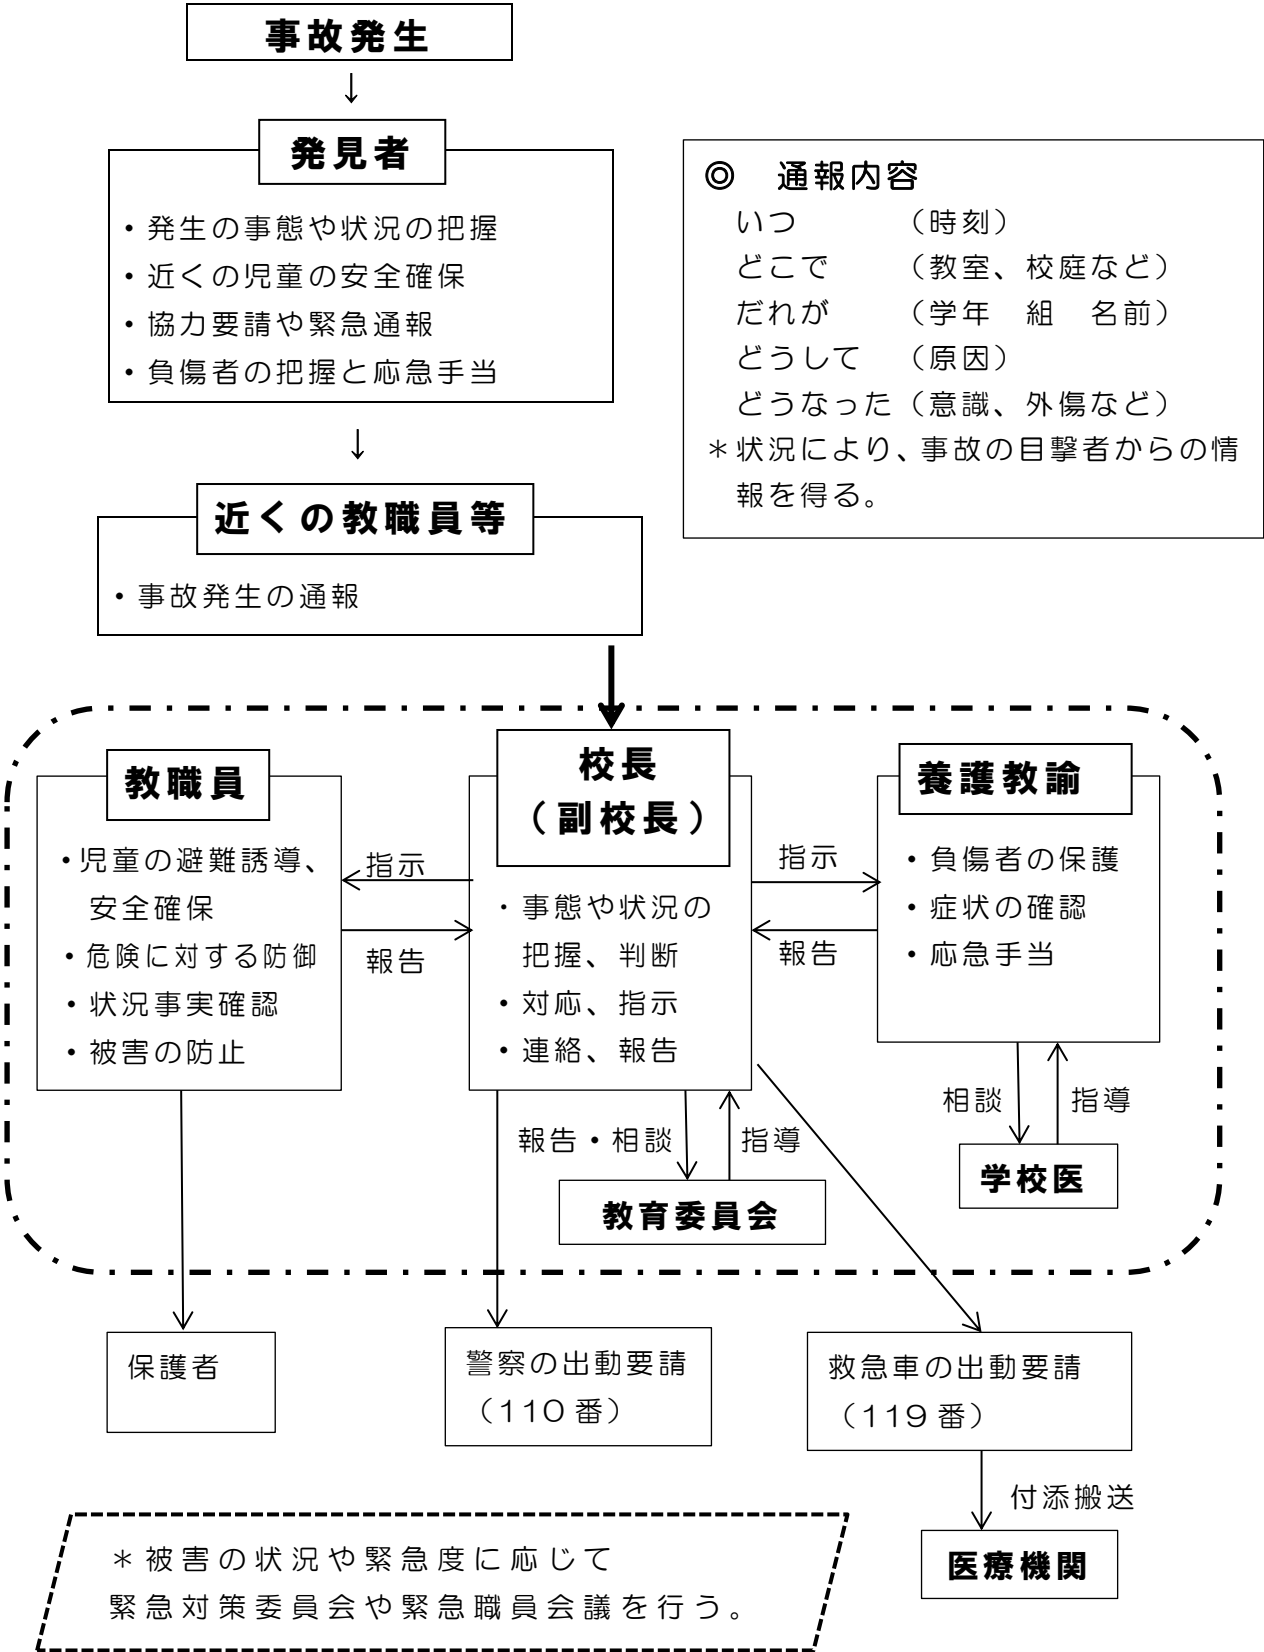 事故発生
↓
発見者
・発生の事態や状況の把握
・近くの児童の安全確保
・協力要請や緊急通報
・負傷者の把握と応急手当
◎　通報内容
いつ　　　（時刻）
どこで　　（教室、校庭など）
だれが　　（学年　組　名前）
どうして　（原因）
どうなった（意識、外傷など）
＊状況により、事故の目撃者からの情
報を得る。
↓
近くの教職員等
・事故発生の通報
教職員
・児童の避難誘導、
安全確保
・危険に対する防御
・状況事実確認
・被害の防止
指示
報告
校長
（副校長）
・事態や状況の
把握、判断
・対応、指示
・連絡、報告
指示
報告
養護教諭
・負傷者の保護
・症状の確認
・応急手当
報告・相談
指導
教育委員会
相談
指導
学校医
保護者
警察の出動要請
（110番）
救急車の出動要請
（119番）
付添搬送
医療機関
＊被害の状況や緊急度に応じて
緊急対策委員会や緊急職員会議を行う。